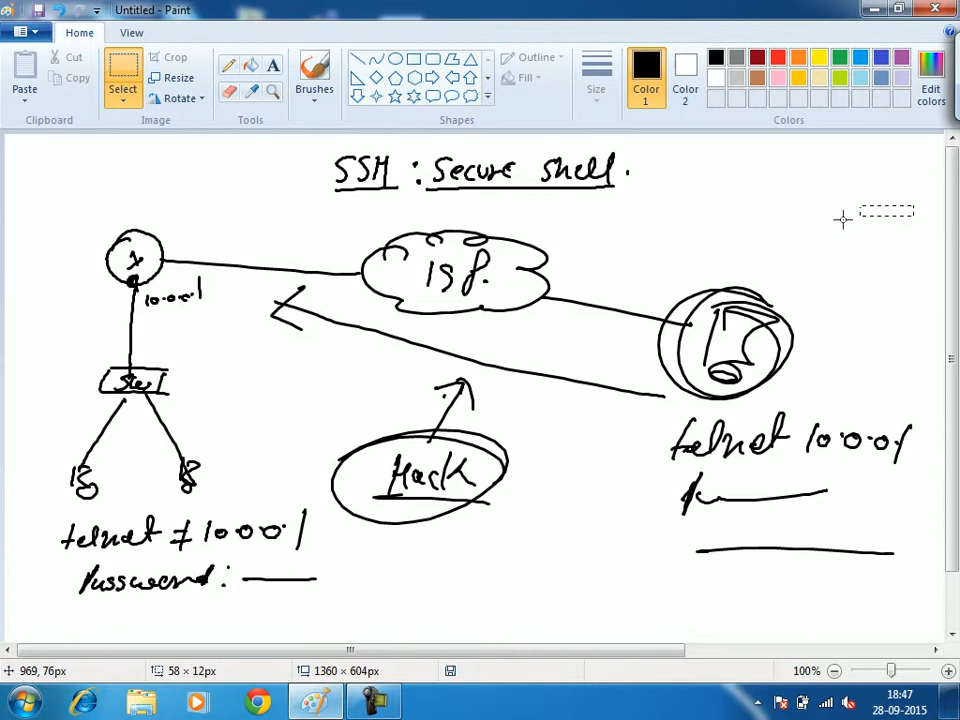 Untitled - Paint
Home
View
Paste
Cut
Copy
Clipboard
Select
Crop
Resize
Rotate
Image
Tools
Brushes
Shapes
Outline
Fill
Size
Color 1
Color 2
Edit colors
Colors
SSH : Secure shell.
1
10.0.0.1
ISP.
Hack
telnet 10.0.0.1
telnet 10.0.0.1
Password:
969, 76px
58 × 12px
1360 × 604px
100%
18:47
28-09-2015